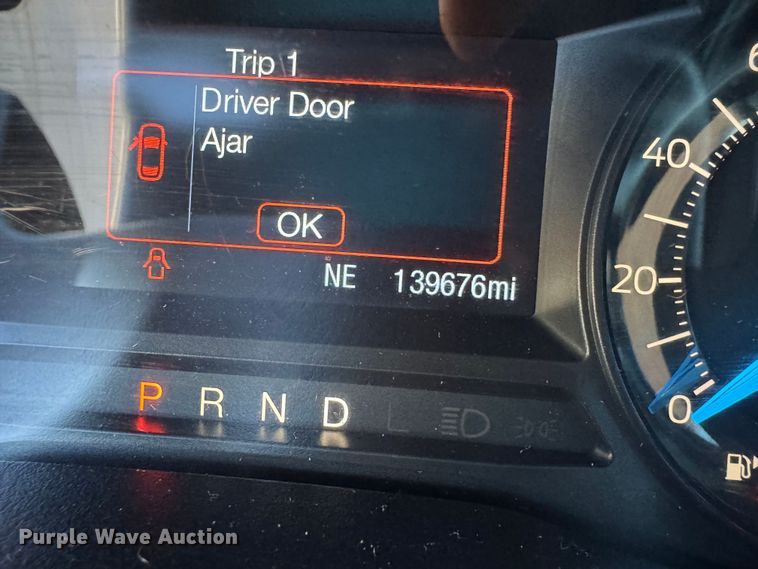 Trip 1
Driver Door
Ajar
OK
NE 139676mi
P R N D L
40
20
0
Purple Wave Auction